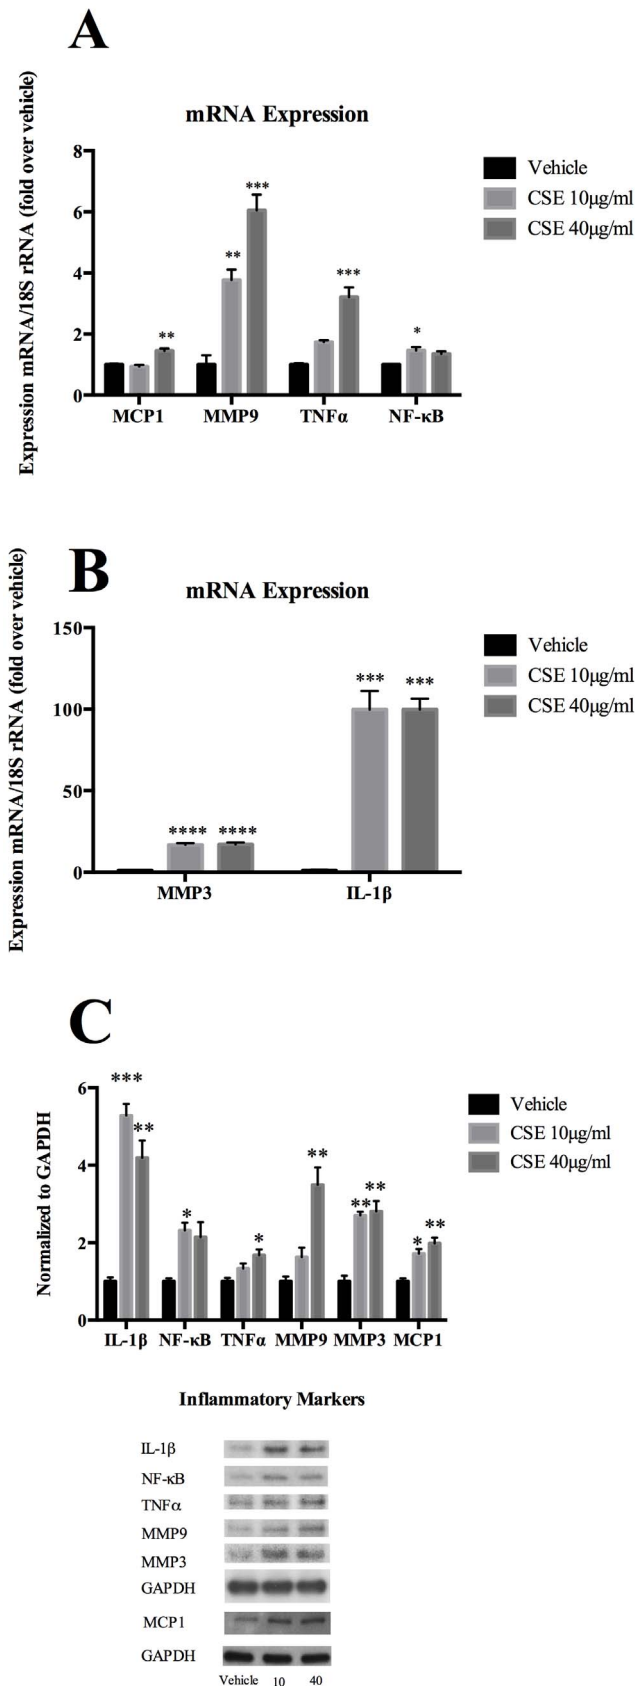 A
mRNA Expression
Expression mRNA/18S rRNA (fold over vehicle)
8
6
4
2
0
***
**
***
**
*
MCP1 MMP9 TNFα NF-κB
Vehicle
CSE 10µg/ml
CSE 40µg/ml
B
mRNA Expression
Expression mRNA/18S rRNA (fold over vehicle)
150
100
50
0
*** ***
**** ****
MMP3 IL-1β
Vehicle
CSE 10µg/ml
CSE 40µg/ml
C
Normalized to GAPDH
6
4
2
0
***
**
*
*
**
**
**
*
**
IL-1β NF-κB TNFα MMP9 MMP3 MCP1
Vehicle
CSE 10µg/ml
CSE 40µg/ml
Inflammatory Markers
IL-1β
NF-κB
TNFα
MMP9
MMP3
GAPDH
MCP1
GAPDH
Vehicle 10 40